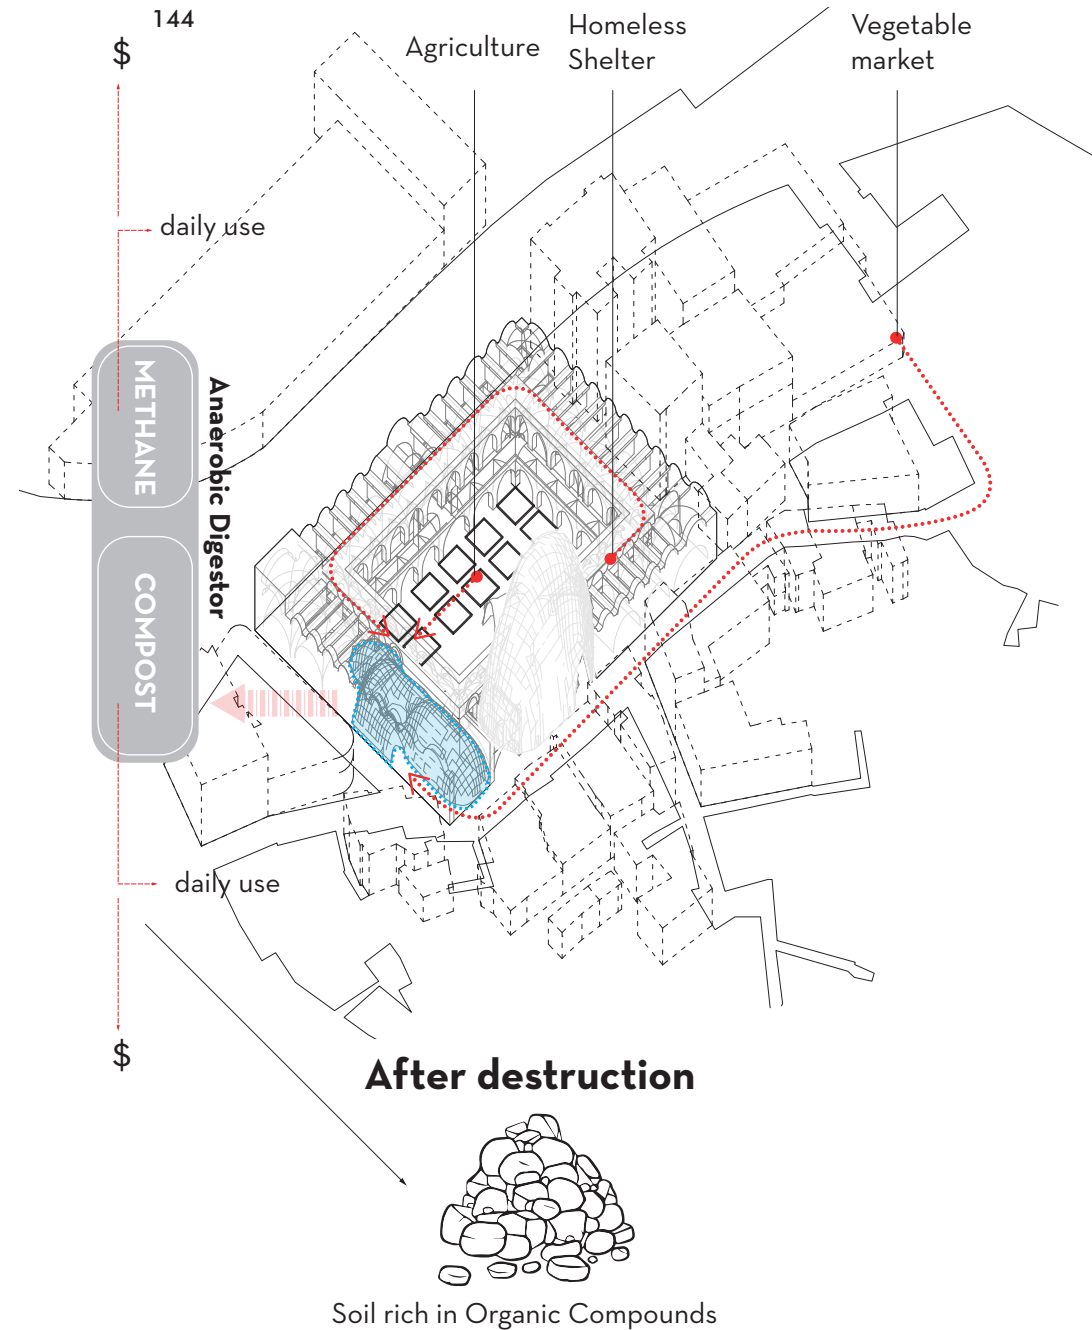 144
$
Agriculture
Homeless
Shelter
Vegetable
market
daily use
METHANE
Anaerobic Digestor
COMPOST
daily use
$
After destruction
Soil rich in Organic Compounds